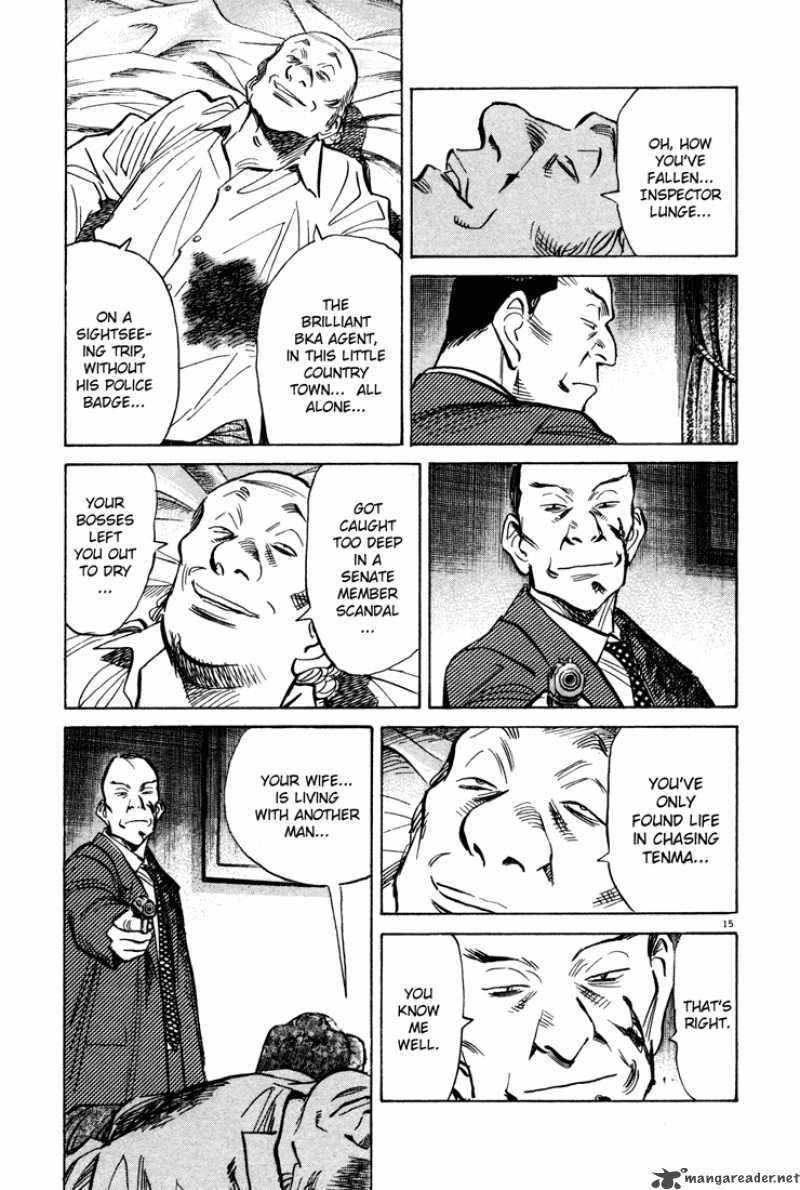 OH, HOW
YOU'VE
FALLEN...
INSPECTOR
LUNGE...
THE
BRILLIANT
BKA AGENT,
IN THIS LITTLE
COUNTRY
TOWN... ALL
ALONE...
ON A
SIGHTSEE-
ING TRIP,
WITHOUT
HIS POLICE
BADGE...
GOT
CAUGHT
TOO DEEP
IN A
SENATE
MEMBER
SCANDAL
...
YOUR
BOSSES
LEFT
YOU OUT
TO DRY
...
YOU'VE
ONLY
FOUND LIFE
IN CHASING
TENMA...
15
THAT'S
RIGHT.
YOU
KNOW
ME
WELL.
YOUR WIFE...
IS LIVING
WITH ANOTHER
MAN...
mangareader.net